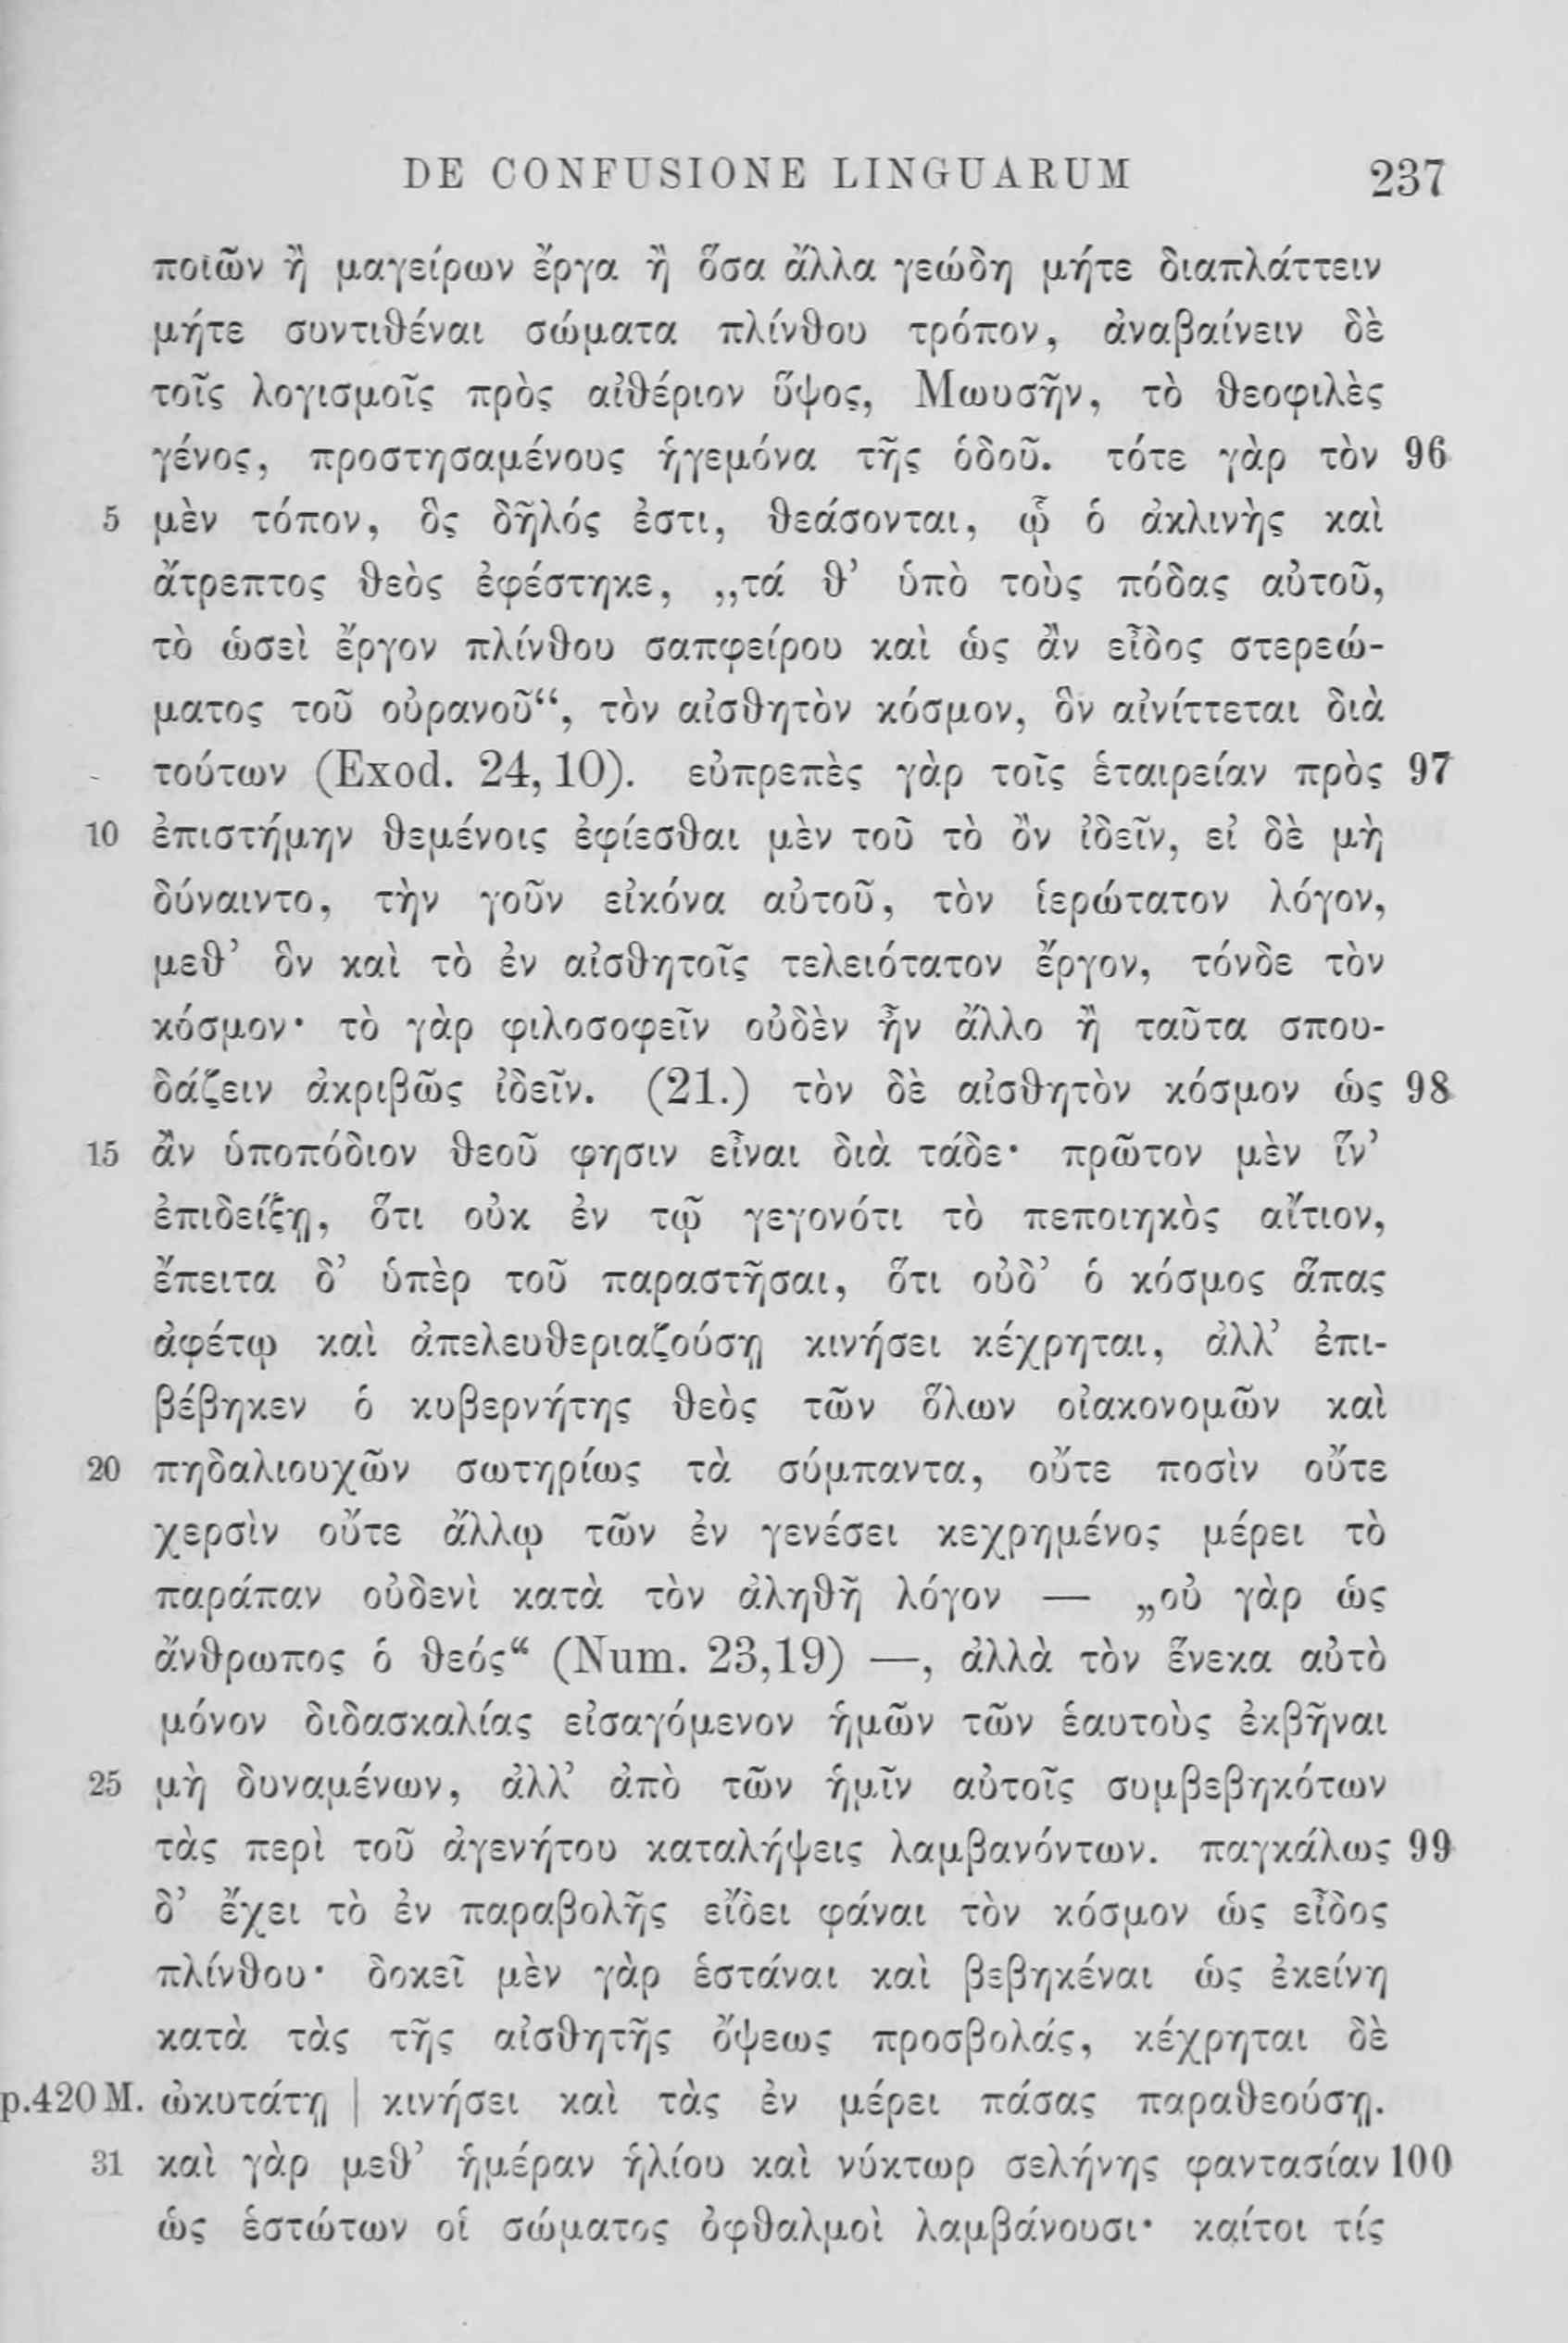 DE CONFUSIONE LINGUARUM 237
ποιῶν ἢ μαγείρων ἔργα ἢ ὅσα ἄλλα γεώδη μήτε διαπλάττειν
μήτε συντιθέναι σώματα πλίνθου τρόπον, ἀναβαίνειν δὲ
τοῖς λογισμοῖς πρὸς αἰθέριον ὕψος, Μωυσῆν, τὸ θεοφιλὲς
γένος, προστησαμένους ἡγεμόνα τῆς ὁδοῦ. τότε γὰρ τὸν 96
5 μὲν τόπον, ὃς δῆλός ἐστι, θεάσονται, ᾧ ὁ ἀκλινὴς καὶ
ἄτρεπτος θεὸς ἐφέστηκε, „τά θ’ ὑπὸ τοὺς πόδας αὐτοῦ,
τὸ ὡσεὶ ἔργον πλίνθου σαπφείρου καὶ ὡς ἂν εἶδος στερεώ-
ματος τοῦ οὐρανοῦ“, τὸν αἰσθητὸν κόσμον, ὃν αἰνίττεται διὰ
τούτων (Exod. 24, 10). εὐπρεπὲς γὰρ τοῖς ἑταιρείαν πρὸς 97
10 ἐπιστήμην θεμένοις ἐφίεσθαι μὲν τοῦ τὸ ὂν ἰδεῖν, εἰ δὲ μὴ
δύναιντο, τὴν γοῦν εἰκόνα αὐτοῦ, τὸν ἱερώτατον λόγον,
μεθ’ ὃν καὶ τὸ ἐν αἰσθητοῖς τελειότατον ἔργον, τόνδε τὸν
κόσμον· τὸ γὰρ φιλοσοφεῖν οὐδὲν ἦν ἄλλο ἢ ταῦτα σπου-
δάζειν ἀκριβῶς ἰδεῖν. (21.) τὸν δὲ αἰσθητὸν κόσμον ὡς 98
15 ἂν ὑποπόδιον θεοῦ φησιν εἶναι διὰ τάδε· πρῶτον μὲν ἵν’
ἐπιδείξῃ, ὅτι οὐκ ἐν τῷ γεγονότι τὸ πεποιηκὸς αἴτιον,
ἔπειτα δ’ ὑπὲρ τοῦ παραστῆσαι, ὅτι οὐδ’ ὁ κόσμος ἅπας
ἀφέτῳ καὶ ἀπελευθεριαζούσῃ κινήσει κέχρηται, ἀλλ’ ἐπι-
βέβηκεν ὁ κυβερνήτης θεὸς τῶν ὅλων οἰακονομῶν καὶ
20 πηδαλιουχῶν σωτηρίως τὰ σύμπαντα, οὔτε ποσὶν οὔτε
χερσὶν οὔτε ἄλλῳ τῶν ἐν γενέσει κεχρημένος μέρει τὸ
παράπαν οὐδενὶ κατὰ τὸν ἀληθῆ λόγον — „οὐ γὰρ ὡς
ἄνθρωπος ὁ θεός“ (Num. 23,19) —, ἀλλὰ τὸν ἕνεκα αὐτὸ
μόνον διδασκαλίας εἰσαγόμενον ἡμῶν τῶν ἑαυτοὺς ἐκβῆναι
25 μὴ δυναμένων, ἀλλ’ ἀπὸ τῶν ἡμῖν αὐτοῖς συμβεβηκότων
τὰς περὶ τοῦ ἀγενήτου καταλήψεις λαμβανόντων. παγκάλως 99
δ’ ἔχει τὸ ἐν παραβολῆς εἴδει φάναι τὸν κόσμον ὡς εἶδος
πλίνθου· δοκεῖ μὲν γὰρ ἑστάναι καὶ βεβηκέναι ὡς ἐκείνη
κατὰ τὰς τῆς αἰσθητῆς ὄψεως προσβολάς, κέχρηται δὲ
p.420 M. ὠκυτάτῃ | κινήσει καὶ τὰς ἐν μέρει πάσας παραθεούσῃ.
31 καὶ γὰρ μεθ’ ἡμέραν ἡλίου καὶ νύκτωρ σελήνης φαντασίαν 100
ὡς ἑστώτων οἱ σώματος ὀφθαλμοὶ λαμβάνουσι· καίτοι τίς